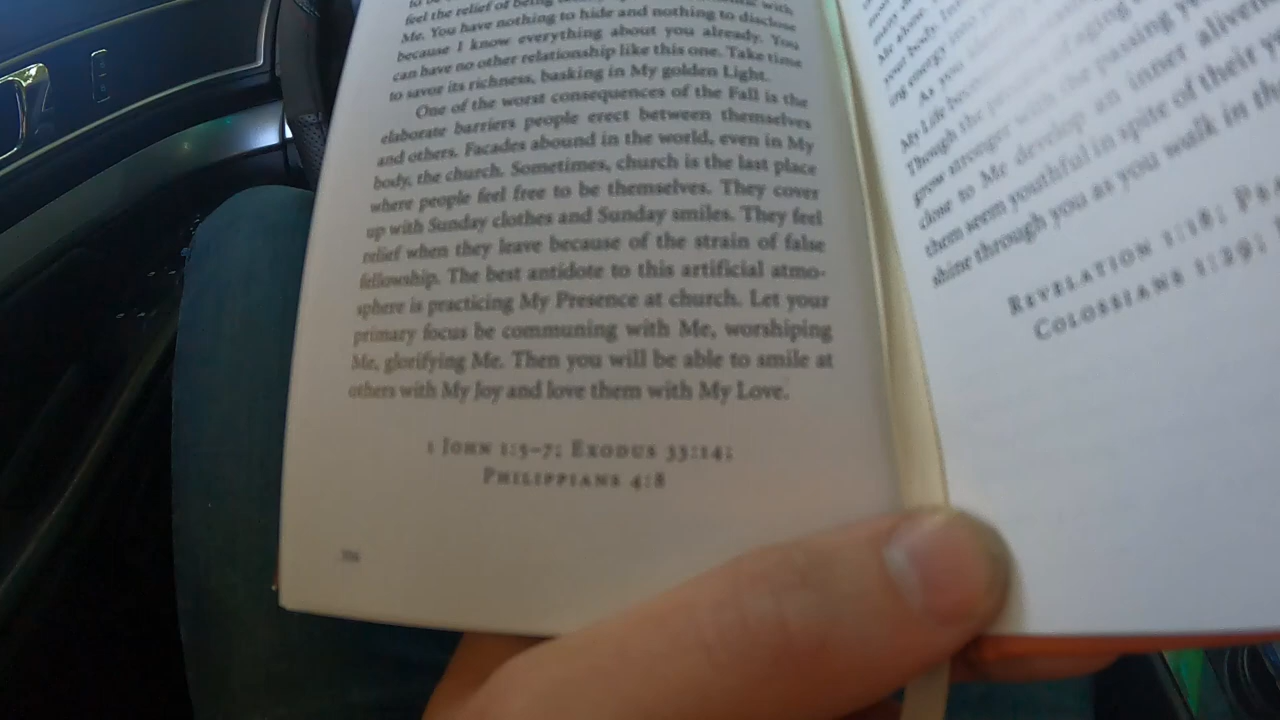 feel the relief of being
Me. You have nothing to hide and nothing to disclose
because I know everything about you already. You
can have no other relationship like this one. Take time
to savor its richness, basking in My golden Light.
One of the worst consequences of the Fall is the
elaborate barriers people erect between themselves
and others. Facades abound in the world, even in My
body, the church. Sometimes, church is the last place
where people feel free to be themselves. They cover
up with Sunday clothes and Sunday smiles. They feel
relief when they leave because of the strain of false
fellowship. The best antidote to this artificial atmo-
sphere is practicing My Presence at church. Let your
primary focus be communing with Me, worshiping
Me, glorifying Me. Then you will be able to smile at
others with My Joy and love them with My Love.
1 John 1:5–7; Exodus 33:14;
Philippians 4:8
As you
My Life
Though the
grow stronger with the passing
close to Me develop an inner
them seem youthful in spite of their
shine through you as you walk in the
Revelation 1:18;
Colossians 1:29;